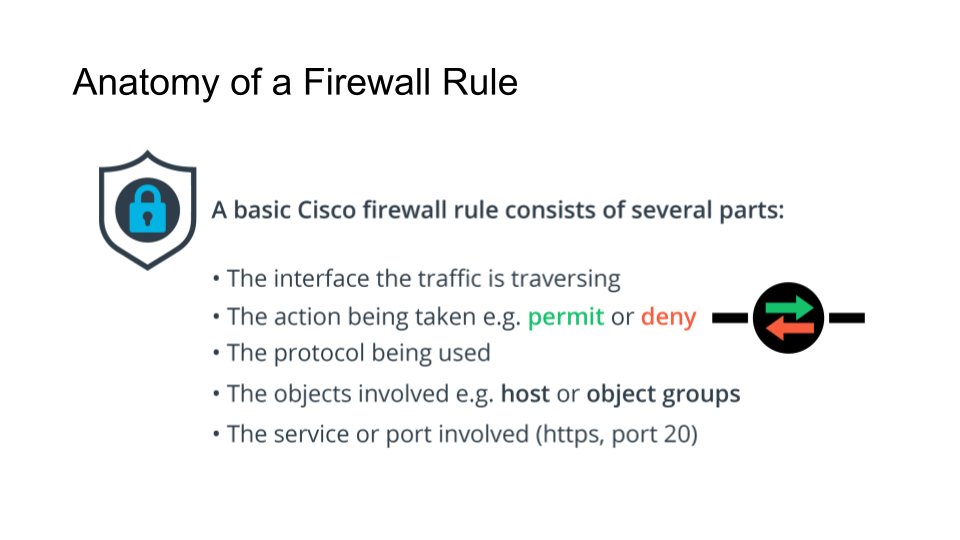 Anatomy of a Firewall Rule
A basic Cisco firewall rule consists of several parts:
• The interface the traffic is traversing
• The action being taken e.g. permit or deny
• The protocol being used
• The objects involved e.g. host or object groups
• The service or port involved (https, port 20)